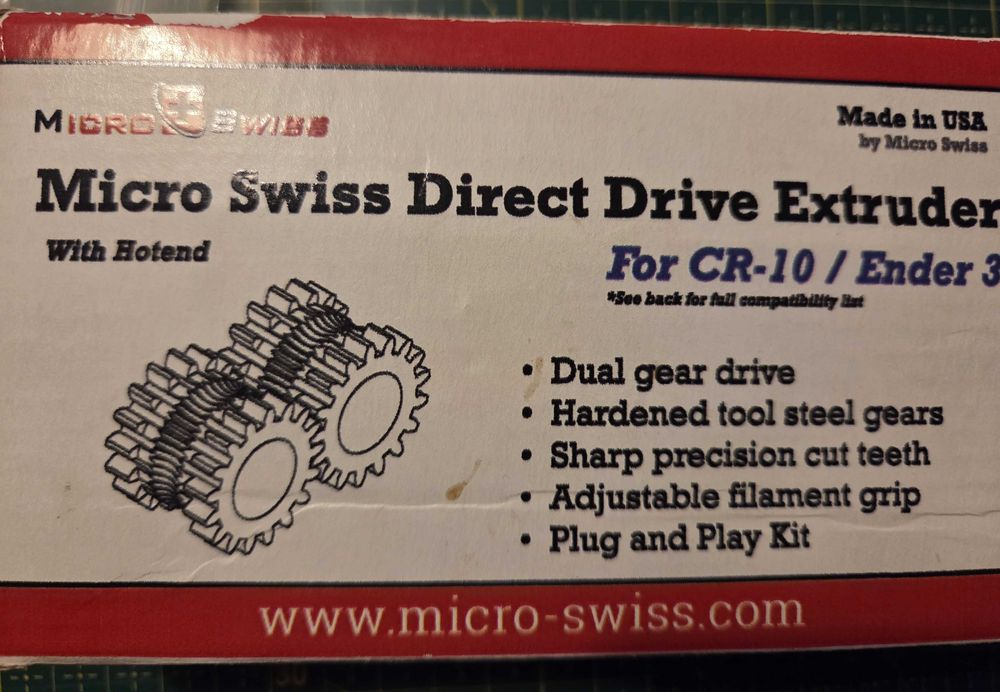 MICRO SWISS
Made in USA
by Micro Swiss
Micro Swiss Direct Drive Extruder
With Hotend
For CR-10 / Ender 3
*See back for full compatibility list
• Dual gear drive
• Hardened tool steel gears
• Sharp precision cut teeth
• Adjustable filament grip
• Plug and Play Kit
www.micro-swiss.com